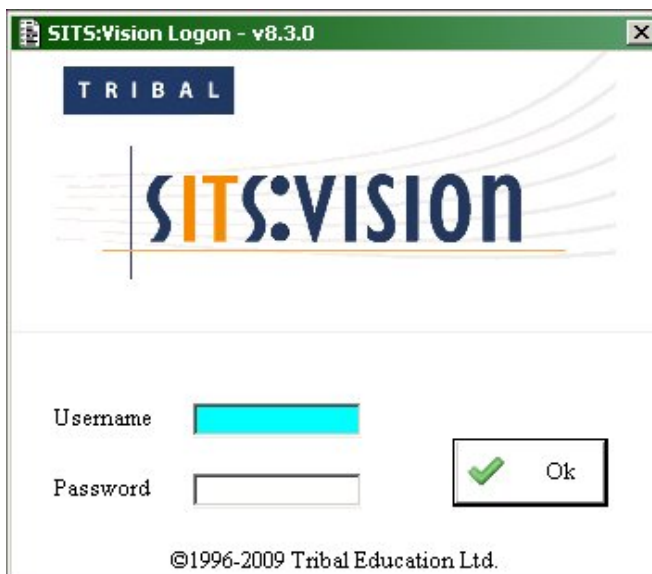 SITS:Vision Logon - v8.3.0
TRIBAL
SITS:VISION
Username
Password
Ok
©1996-2009 Tribal Education Ltd.